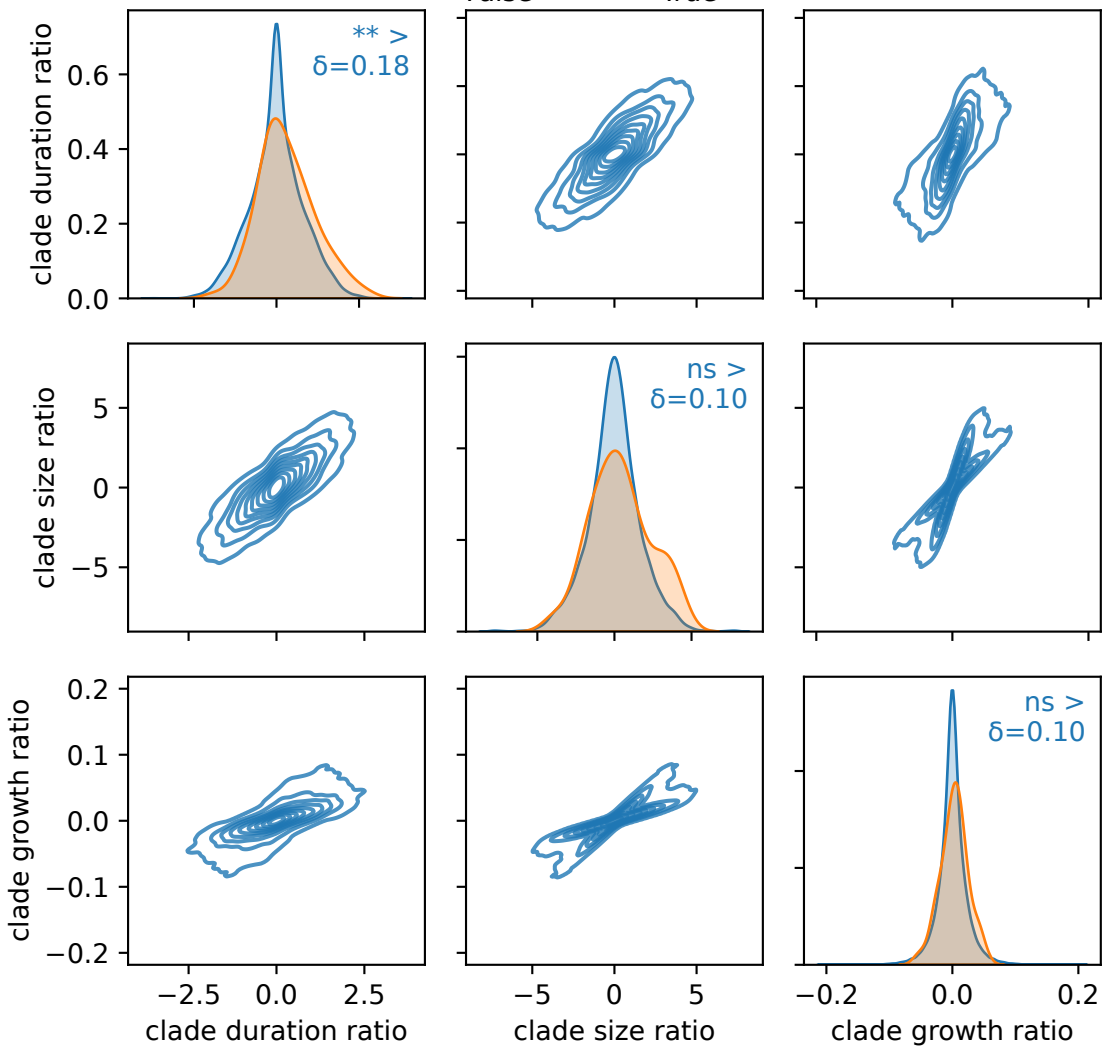 ** >
δ=0.18
0.6
0.4
0.2
0.0
clade duration ratio
ns >
δ=0.10
5
0
−5
clade size ratio
ns >
δ=0.10
0.2
0.1
0.0
−0.1
−0.2
clade growth ratio
−2.5 0.0 2.5 −5 0 5 −0.2 0.0 0.2
clade duration ratio clade size ratio clade growth ratio